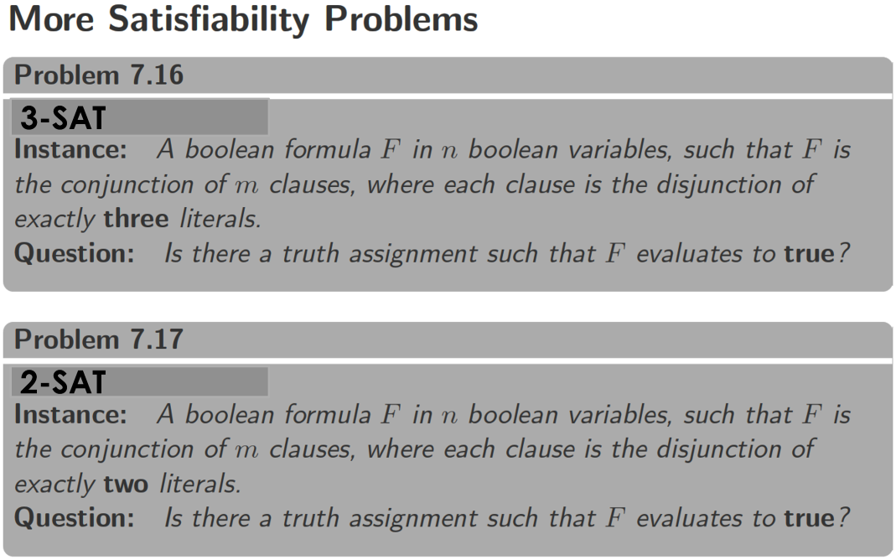 More Satisfiability Problems
Problem 7.16
3-SAT
Instance: A boolean formula F in n boolean variables, such that F is
the conjunction of m clauses, where each clause is the disjunction of
exactly three literals.
Question: Is there a truth assignment such that F evaluates to true?
Problem 7.17
2-SAT
Instance: A boolean formula F in n boolean variables, such that F is
the conjunction of m clauses, where each clause is the disjunction of
exactly two literals.
Question: Is there a truth assignment such that F evaluates to true?